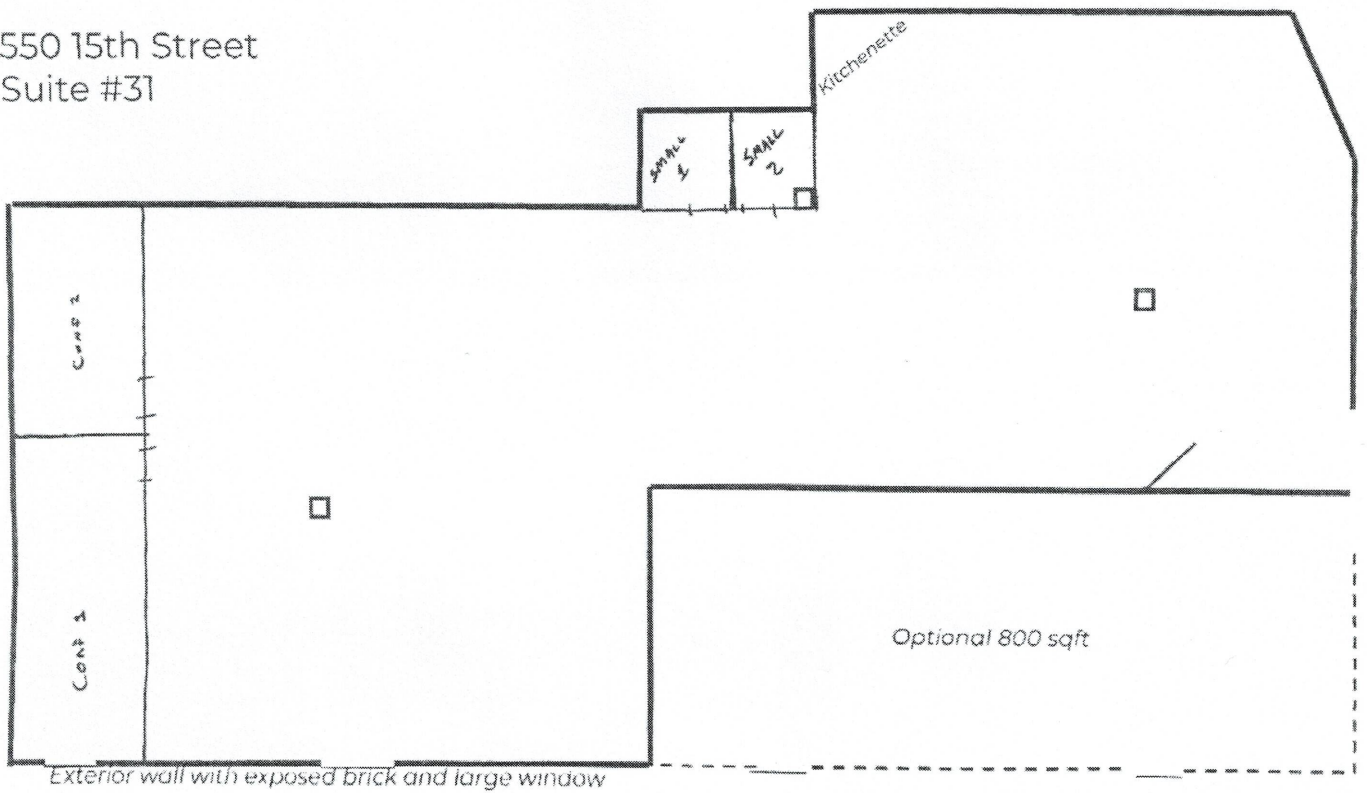 550 15th Street
Suite #31
Kitchenette
SMALL
1
SMALL
2
CONF 2
CONF 1
Optional 800 sqft
Exterior wall with exposed brick and large window